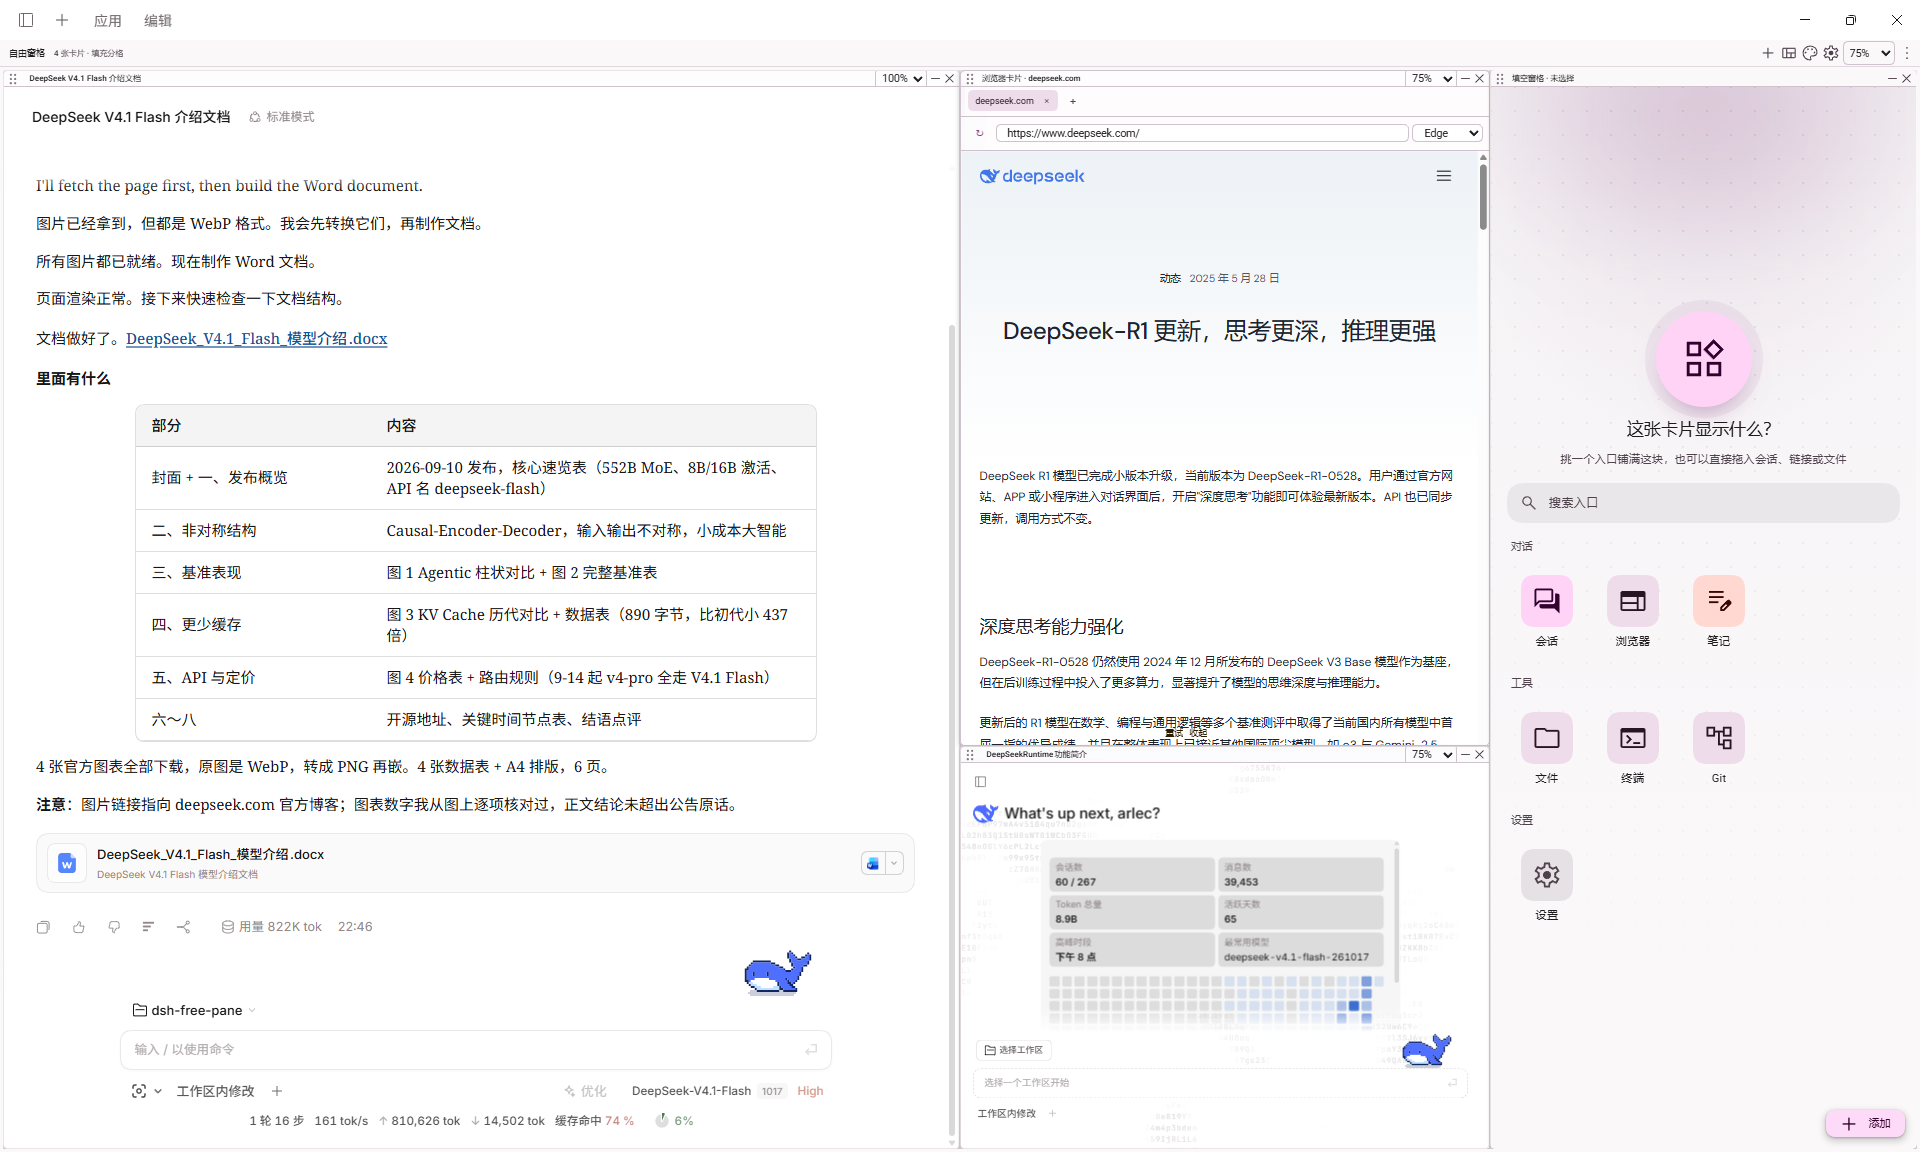 应用 编辑
自由窗格 4 张卡片 · 填充分格
75%
DeepSeek V4.1 Flash 介绍文档
100%
DeepSeek V4.1 Flash 介绍文档 标准模式
I'll fetch the page first, then build the Word document.
图片已经拿到，但都是 WebP 格式。我会先转换它们，再制作文档。
所有图片都已就绪。现在制作 Word 文档。
页面渲染正常。接下来快速检查一下文档结构。
文档做好了。DeepSeek_V4.1_Flash_模型介绍.docx
里面有什么
部分 内容
封面 + 一、发布概览
2026-09-10 发布，核心速览表（552B MoE、8B/16B 激活、
API 名 deepseek-flash）
二、非对称结构 Causal-Encoder-Decoder，输入输出不对称，小成本大智能
三、基准表现 图 1 Agentic 柱状对比 + 图 2 完整基准表
四、更少缓存
图 3 KV Cache 历代对比 + 数据表（890 字节，比初代小 437
倍）
五、API 与定价 图 4 价格表 + 路由规则（9-14 起 v4-pro 全走 V4.1 Flash）
六～八 开源地址、关键时间节点表、结语点评
4 张官方图表全部下载，原图是 WebP，转成 PNG 再嵌。4 张数据表 + A4 排版，6 页。
注意：图片链接指向 deepseek.com 官方博客；图表数字我从图上逐项核对过，正文结论未超出公告原话。
DeepSeek_V4.1_Flash_模型介绍.docx
DeepSeek V4.1 Flash 模型介绍文档
用量 822K tok 22:46
dsh-free-pane
输入 / 以使用命令
工作区内修改 优化 DeepSeek-V4.1-Flash 1017 High
1 轮 16 步 161 tok/s ↑ 810,626 tok ↓ 14,502 tok 缓存命中 74 % 6%
浏览器卡片 · deepseek.com
75%
deepseek.com × +
https://www.deepseek.com/
Edge
deepseek
动态 2025 年 5 月 28 日
DeepSeek-R1 更新，思考更深，推理更强
DeepSeek R1 模型已完成小版本升级，当前版本为 DeepSeek-R1-0528。用户通过官方网
站、APP 或小程序进入对话界面后，开启“深度思考”功能即可体验最新版本。API 也已同步
更新，调用方式不变。
深度思考能力强化
DeepSeek-R1-0528 仍然使用 2024 年 12 月所发布的 DeepSeek V3 Base 模型作为基座，
但在后训练过程中投入了更多算力，显著提升了模型的思维深度与推理能力。
更新后的 R1 模型在数学、编程与通用逻辑等多个基准测评中取得了当前国内所有模型中首
重试 收起
DeepSeekRuntime 功能简介
75%
What's up next, arlec?
会话数
60 / 267
消息数
39,453
Token 总量
8.9B
活跃天数
65
高峰时段
下午 8 点
最常用模型
deepseek-v4.1-flash-261017
选择工作区
选择一个工作区开始
工作区内修改
填空窗格 · 未选择
这张卡片显示什么？
挑一个入口铺满这块，也可以直接拖入会话、链接或文件
搜索入口
对话
会话 浏览器 笔记
工具
文件 终端 Git
设置
设置
添加